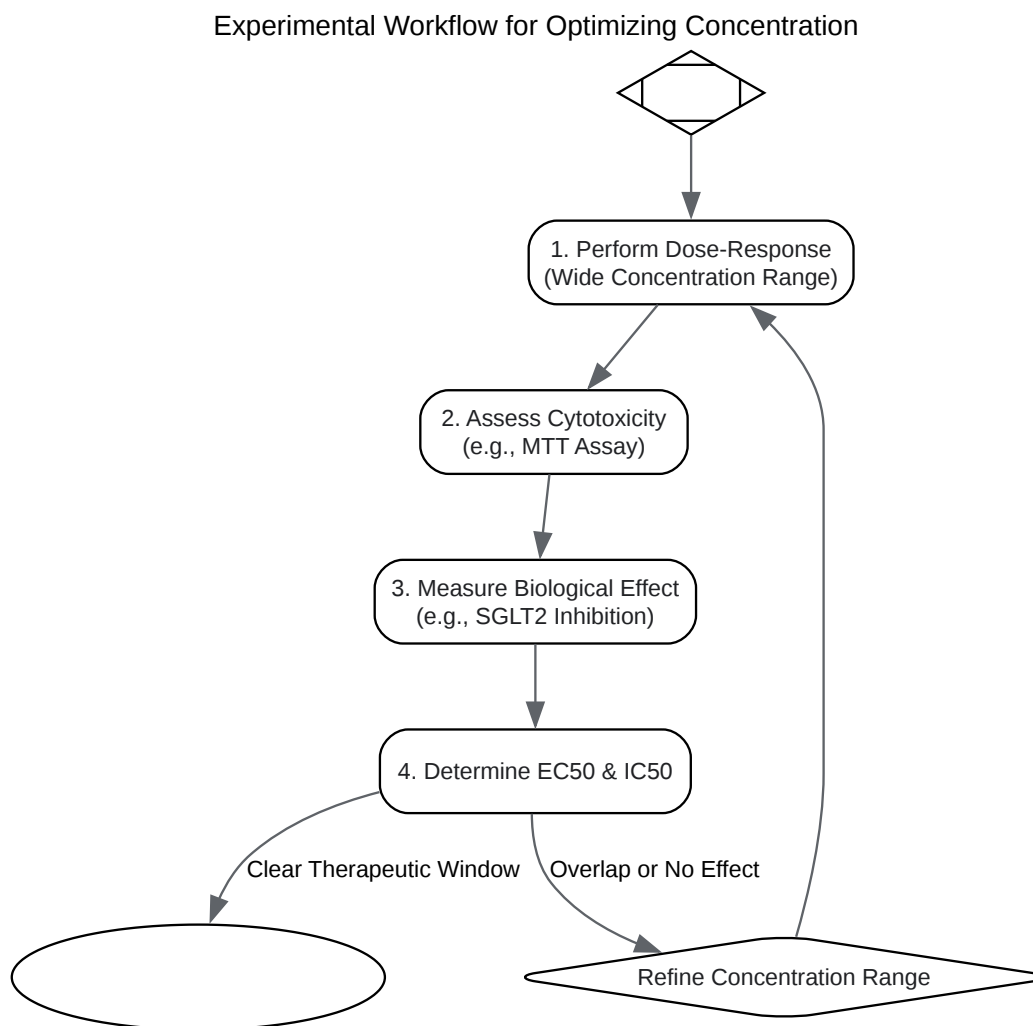 Experimental Workflow for Optimizing Concentration
1. Perform Dose-Response
(Wide Concentration Range)
2. Assess Cytotoxicity
(e.g., MTT Assay)
3. Measure Biological Effect
(e.g., SGLT2 Inhibition)
4. Determine EC50 & IC50
Clear Therapeutic Window
Overlap or No Effect
Refine Concentration Range